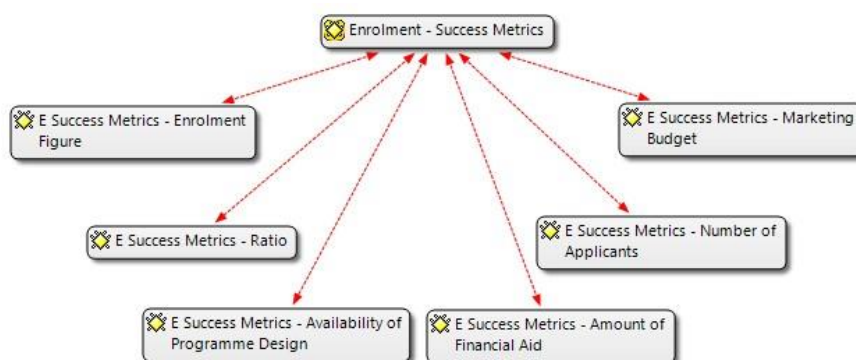 Enrolment - Success Metrics
E Success Metrics - Enrolment
Figure
E Success Metrics - Marketing
Budget
E Success Metrics - Ratio
E Success Metrics - Number of
Applicants
E Success Metrics - Availability of
Programme Design
E Success Metrics - Amount of
Financial Aid